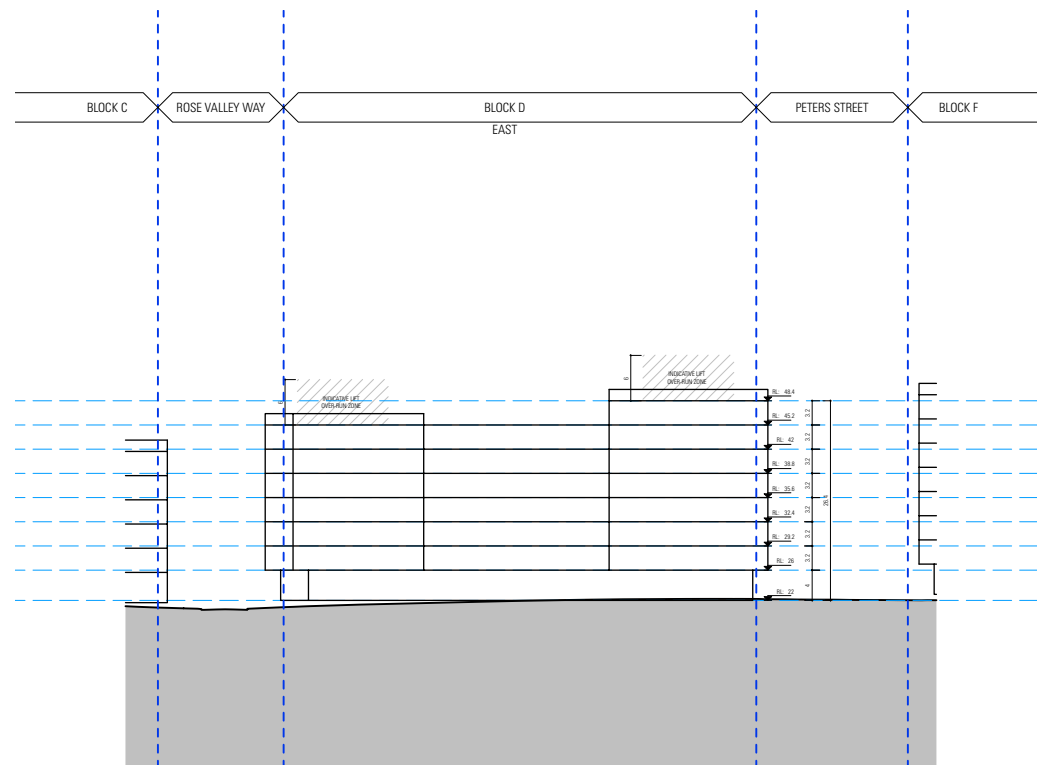 BLOCK C
ROSE VALLEY WAY
BLOCK D
PETERS STREET
BLOCK F
EAST
6
INDICATIVE LIFT
OVER-RUN ZONE
INDICATIVE LIFT
OVER-RUN ZONE
RL: 48.4
3.2
RL: 45.2
3.2
RL: 42
3.2
RL: 38.8
3.2
RL: 35.6
3.2
26.4
RL: 32.4
3.2
RL: 29.2
3.2
RL: 26
4
RL: 22